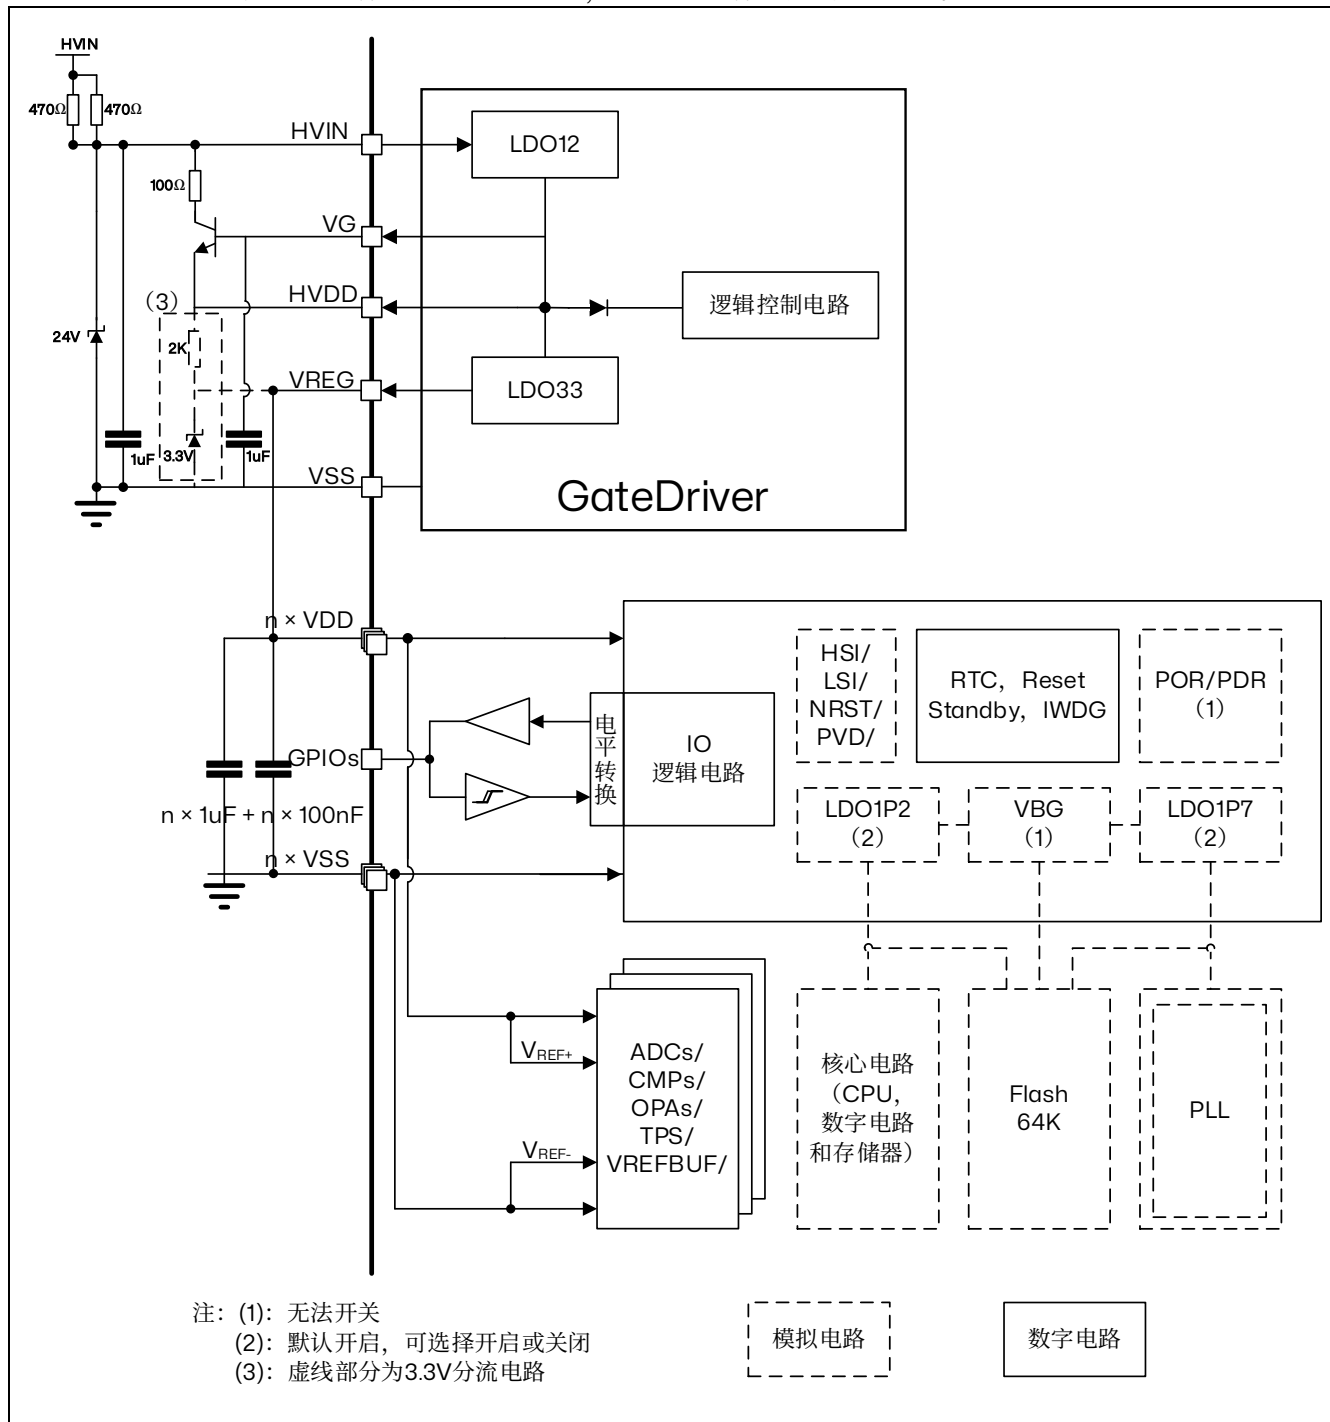 HVIN
470Ω
470Ω
HVIN
LDO12
100Ω
VG
(3)
HVDD
逻辑控制电路
24V
2K
VREG
LDO33
1uF
3.3V
1uF
VSS
GateDriver
n × VDD
HSI/
LSI/
NRST/
PVD/
RTC, Reset
Standby, IWDG
POR/PDR
(1)
电平转换
IO
逻辑电路
GPIOs
n × 1uF + n × 100nF
LDO1P2
(2)
VBG
(1)
LDO1P7
(2)
n × VSS
VREF+
VREF-
ADCs/
CMPs/
OPAs/
TPS/
VREFBUF/
核心电路
(CPU,
数字电路
和存储器)
Flash
64K
PLL
注: (1): 无法开关
(2): 默认开启, 可选择开启或关闭
(3): 虚线部分为3.3V分流电路
模拟电路
数字电路